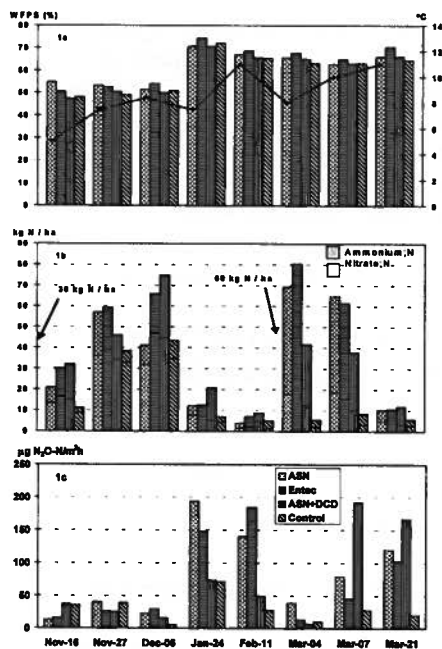 WFPS %
°C
1a
80
70
60
50
40
30
20
10
0
14
12
10
8
6
4
2
0
kg N / ha
1b
Ammonium;N
Nitrate;N
30 kg N / ha
60 kg N / ha
90
80
70
60
50
40
30
20
10
0
µg N₂O-N/m²h
1c
ASN
Entec
ASN+DCD
Control
250
200
150
100
50
0
Nov-16
Nov-27
Dec-06
Jan-24
Feb-11
Mar-04
Mar-07
Mar-21